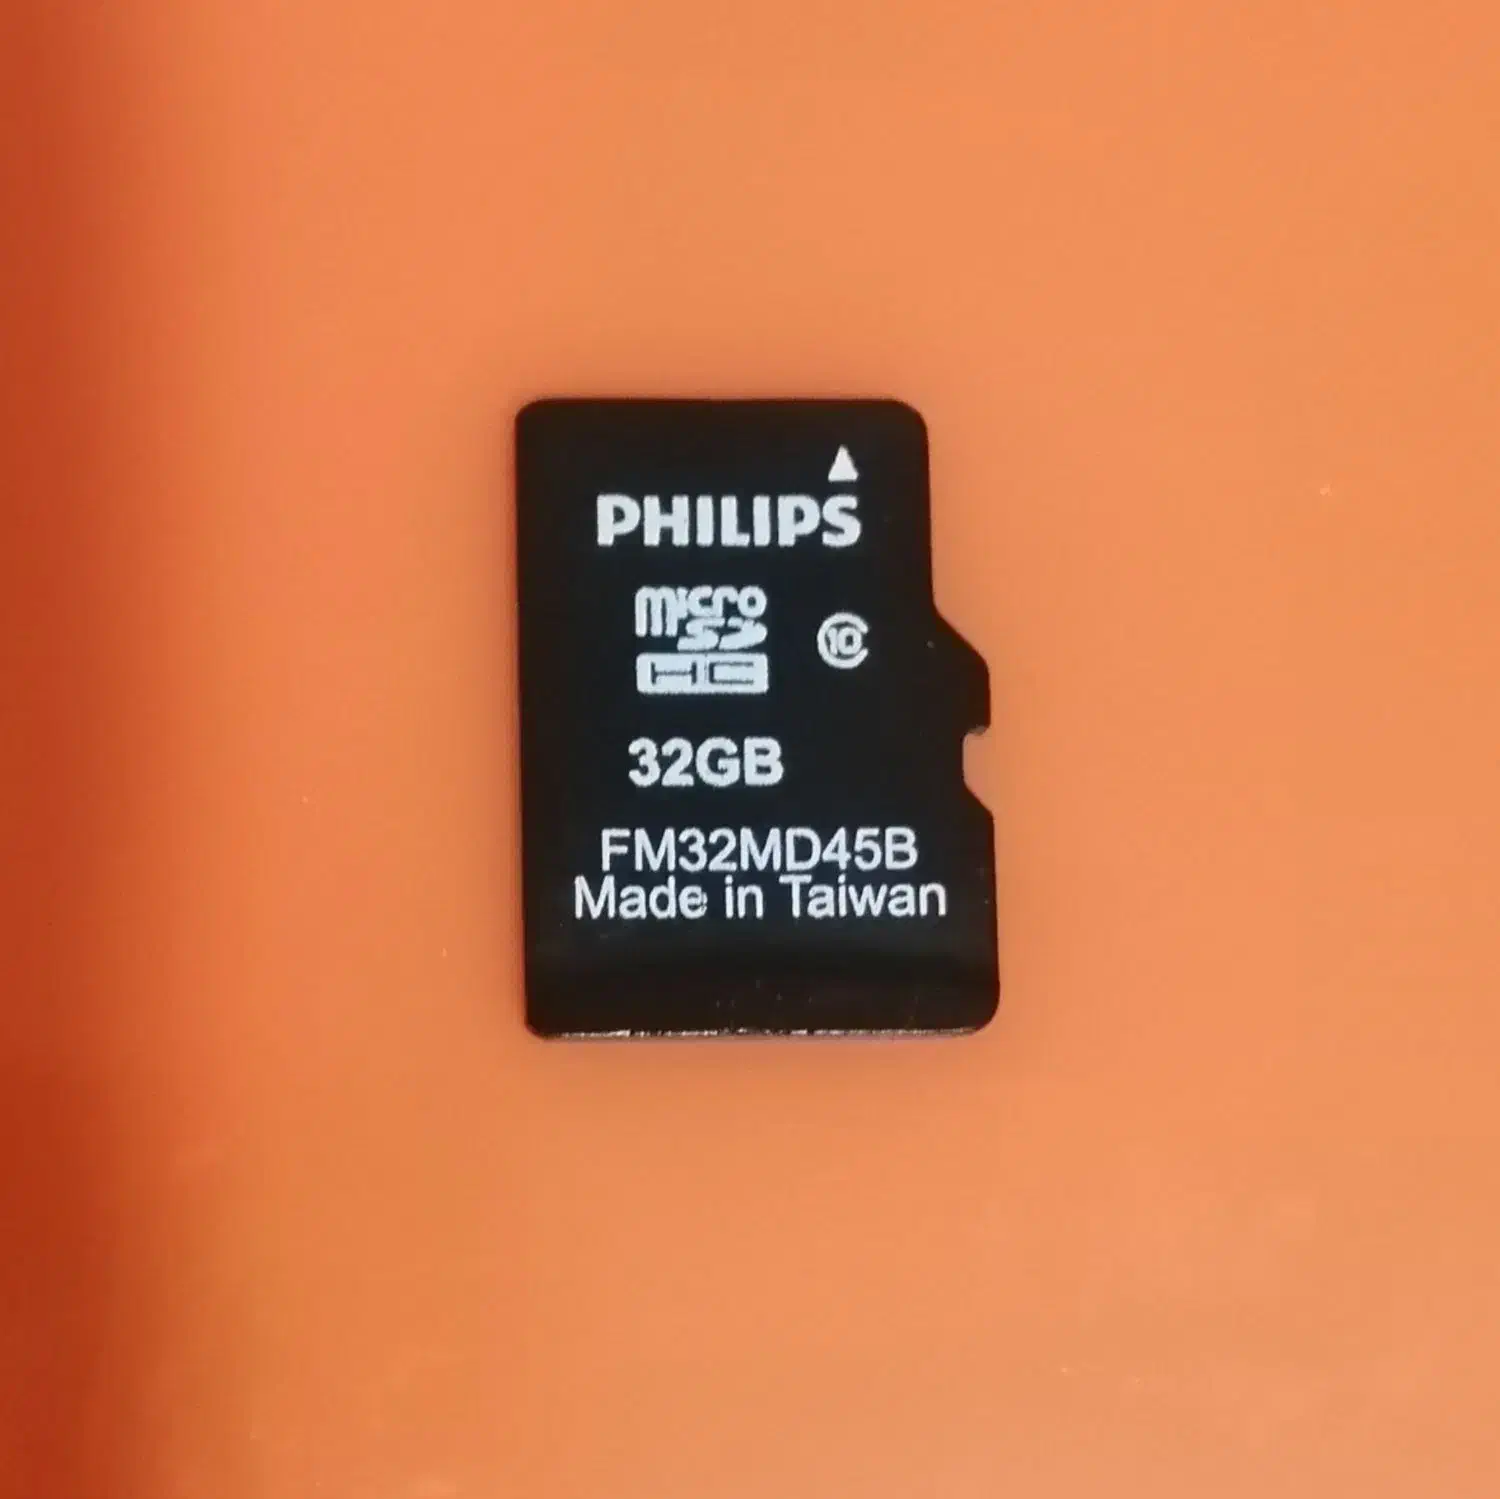 PHILIPS
micro
SD
HC
10
32GB
FM32MD45B
Made in Taiwan